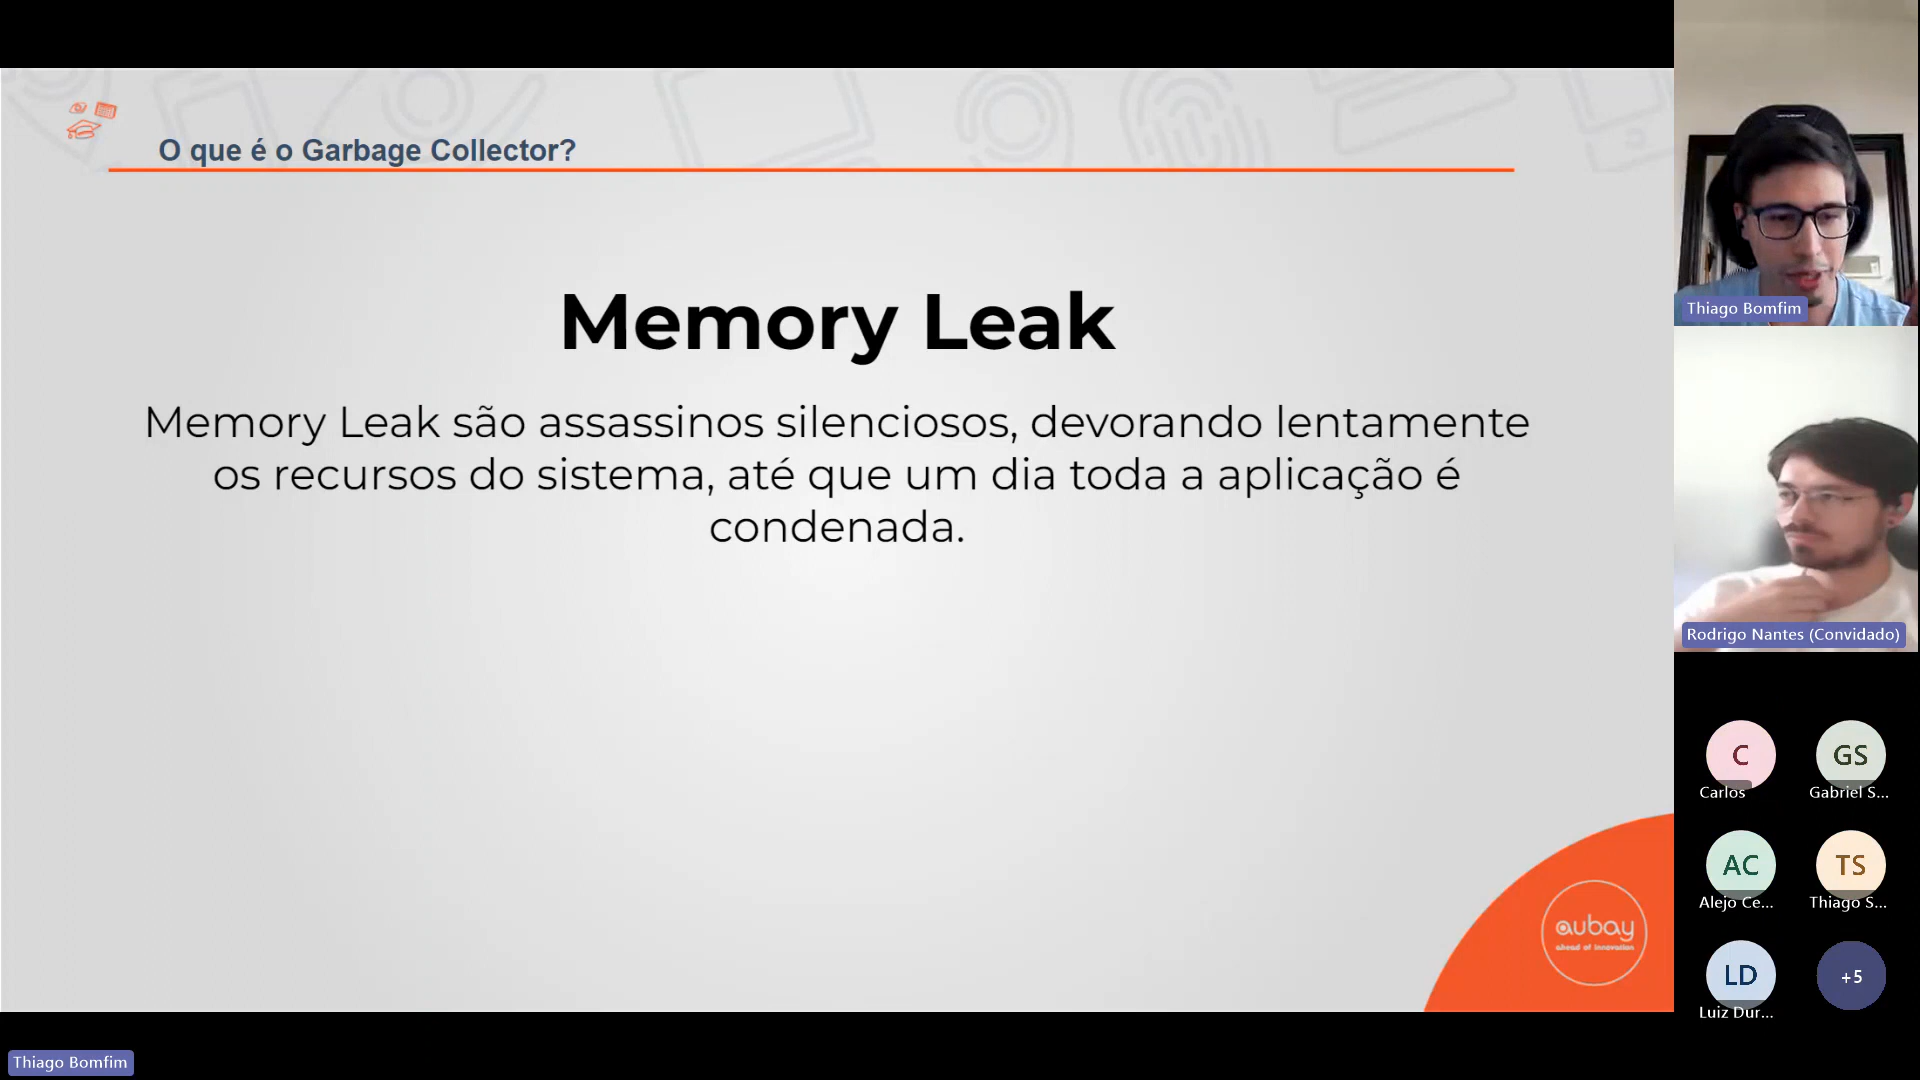 O que é o Garbage Collector?
Memory Leak
Memory Leak são assassinos silenciosos, devorando lentamente
os recursos do sistema, até que um dia toda a aplicação é
condenada.
aubay
ahead of innovation
Thiago Bomfim
Rodrigo Nantes (Convidado)
C
Carlos
GS
Gabriel S...
AC
Alejo Ce...
TS
Thiago S...
LD
Luiz Dur...
+5
Thiago Bomfim